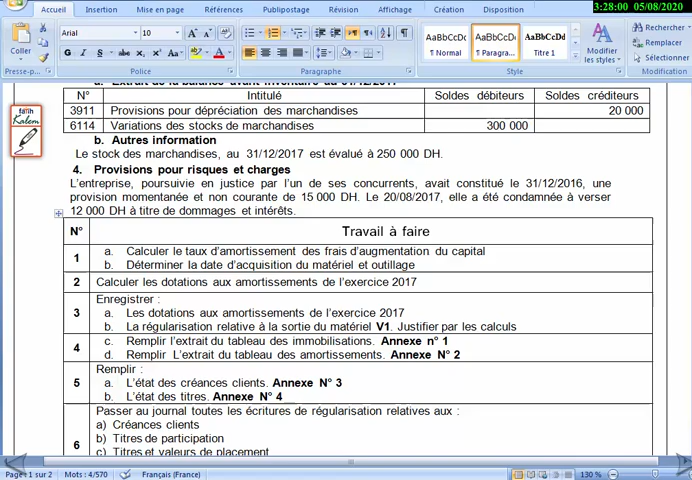 3:28:00 05/08/2020
Accueil Insertion Mise en page Références Publipostage Révision Affichage Création Disposition
Arial 10
Coller
G I S abe x₂ x² Aa
AaBbCcDc AaBbCcDc AaBbCcDc
¶ Normal ¶ Paragra... Titre 1
Modifier les styles
Rechercher
Remplacer
Sélectionner
Presse-p... Police Paragraphe Style Modification
fatih
Kalem
N° Intitulé Soldes débiteurs Soldes créditeurs
3911 Provisions pour dépréciation des marchandises 20 000
6114 Variations des stocks de marchandises 300 000
b. Autres information
Le stock des marchandises, au 31/12/2017 est évalué à 250 000 DH.
4. Provisions pour risques et charges
L'entreprise, poursuivie en justice par l'un de ses concurrents, avait constitué le 31/12/2016, une
provision momentanée et non courante de 15 000 DH. Le 20/08/2017, elle a été condamnée à verser
12 000 DH à titre de dommages et intérêts.
N° Travail à faire
1 a. Calculer le taux d'amortissement des frais d'augmentation du capital
b. Déterminer la date d'acquisition du matériel et outillage
2 Calculer les dotations aux amortissements de l'exercice 2017
3 Enregistrer :
a. Les dotations aux amortissements de l'exercice 2017
b. La régularisation relative à la sortie du matériel V1. Justifier par les calculs
4 c. Remplir l'extrait du tableau des immobilisations. Annexe n° 1
d. Remplir L'extrait du tableau des amortissements. Annexe N° 2
5 Remplir :
a. L'état des créances clients. Annexe N° 3
b. L'état des titres. Annexe N° 4
6 Passer au journal toutes les écritures de régularisation relatives aux :
a) Créances clients
b) Titres de participation
c) Titres et valeurs de placement
Page : 1 sur 2 Mots : 4/570 Français (France) 130 %